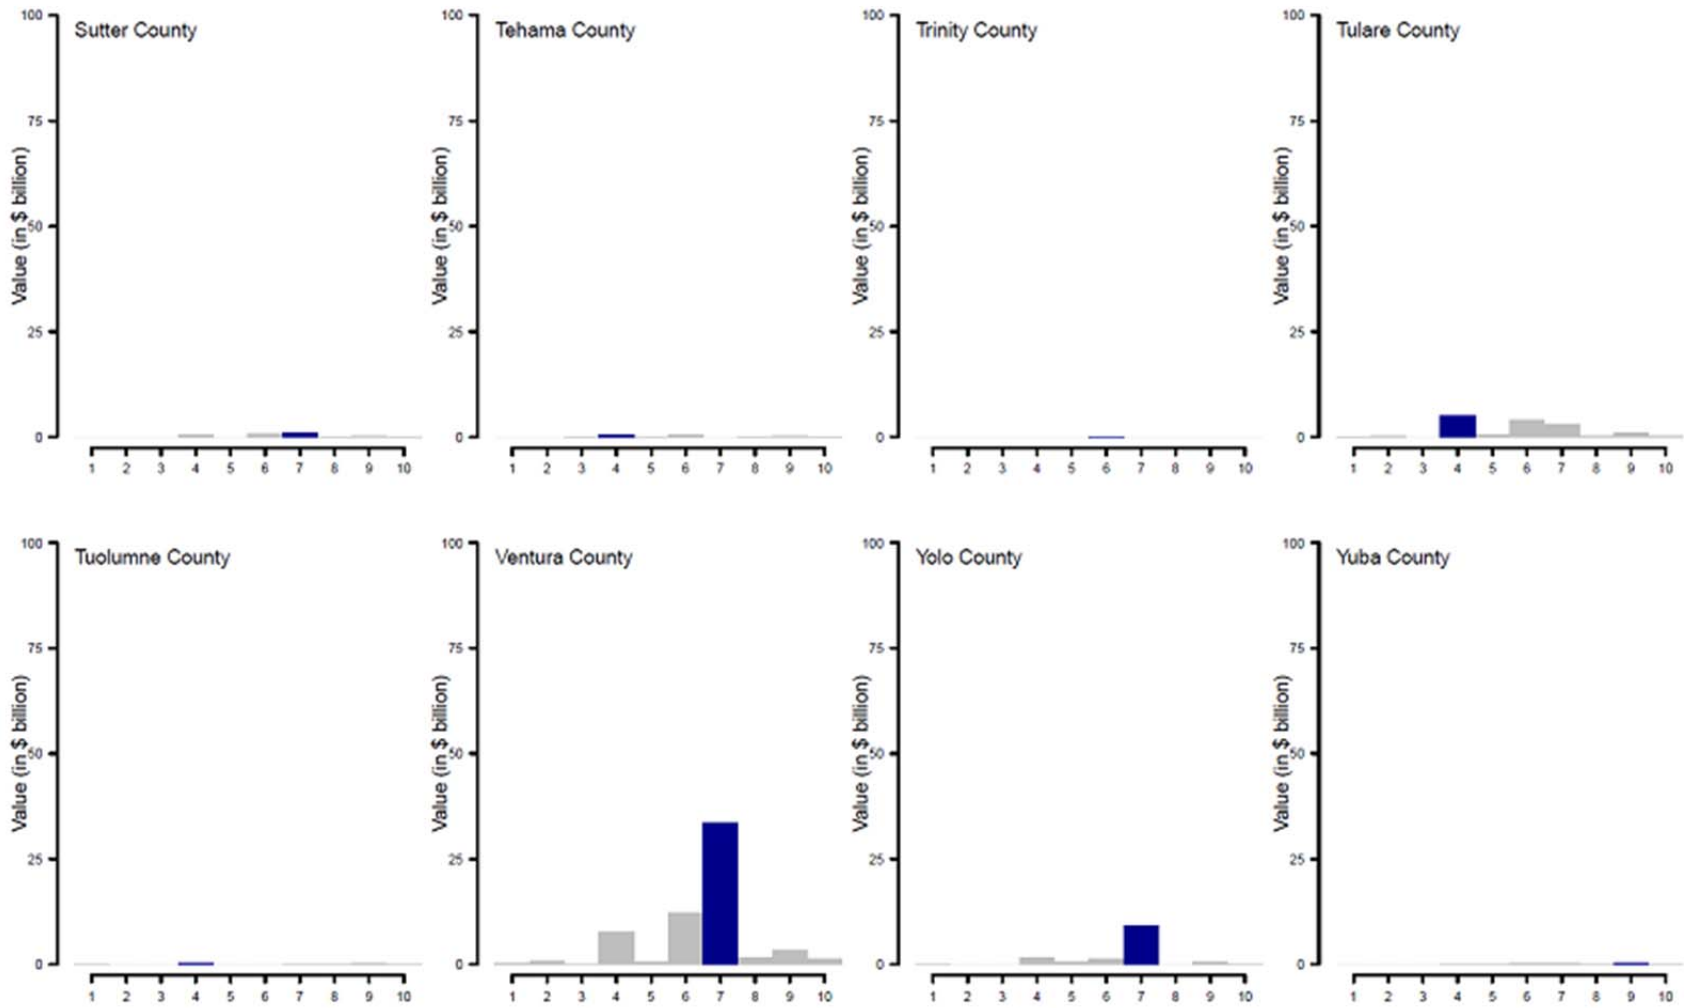 Sutter County
Value (in $ billion)
100
75
50
25
0
1 2 3 4 5 6 7 8 9 10
Tehama County
Value (in $ billion)
100
75
50
25
0
1 2 3 4 5 6 7 8 9 10
Trinity County
Value (in $ billion)
100
75
50
25
0
1 2 3 4 5 6 7 8 9 10
Tulare County
Value (in $ billion)
100
75
50
25
0
1 2 3 4 5 6 7 8 9 10
Tuolumne County
Value (in $ billion)
100
75
50
25
0
1 2 3 4 5 6 7 8 9 10
Ventura County
Value (in $ billion)
100
75
50
25
0
1 2 3 4 5 6 7 8 9 10
Yolo County
Value (in $ billion)
100
75
50
25
0
1 2 3 4 5 6 7 8 9 10
Yuba County
Value (in $ billion)
100
75
50
25
0
1 2 3 4 5 6 7 8 9 10